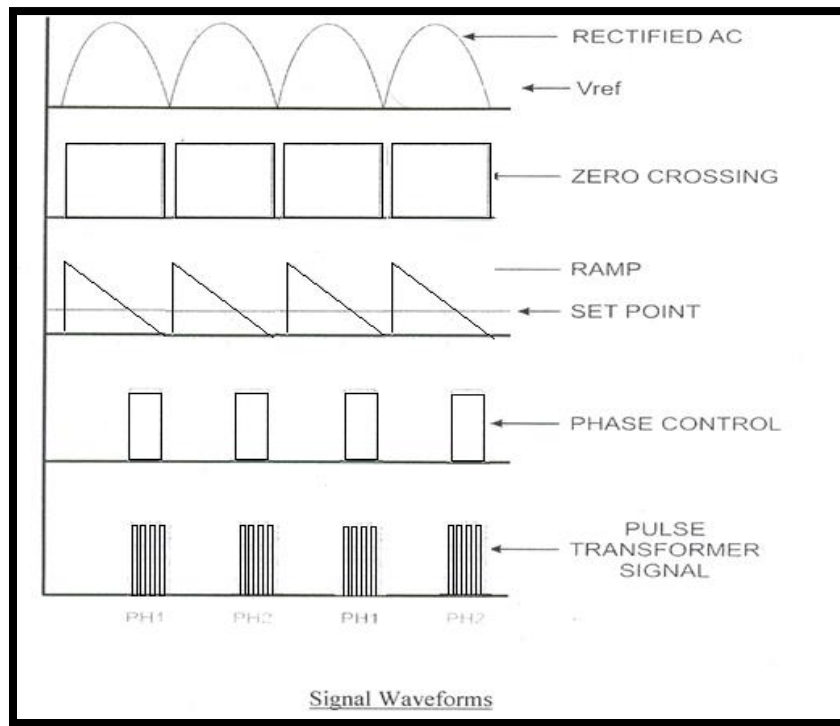 RECTIFIED AC
Vref
ZERO CROSSING
RAMP
SET POINT
PHASE CONTROL
PULSE
TRANSFORMER
SIGNAL
PH1 PH2 PH1 PH2
Signal Waveforms